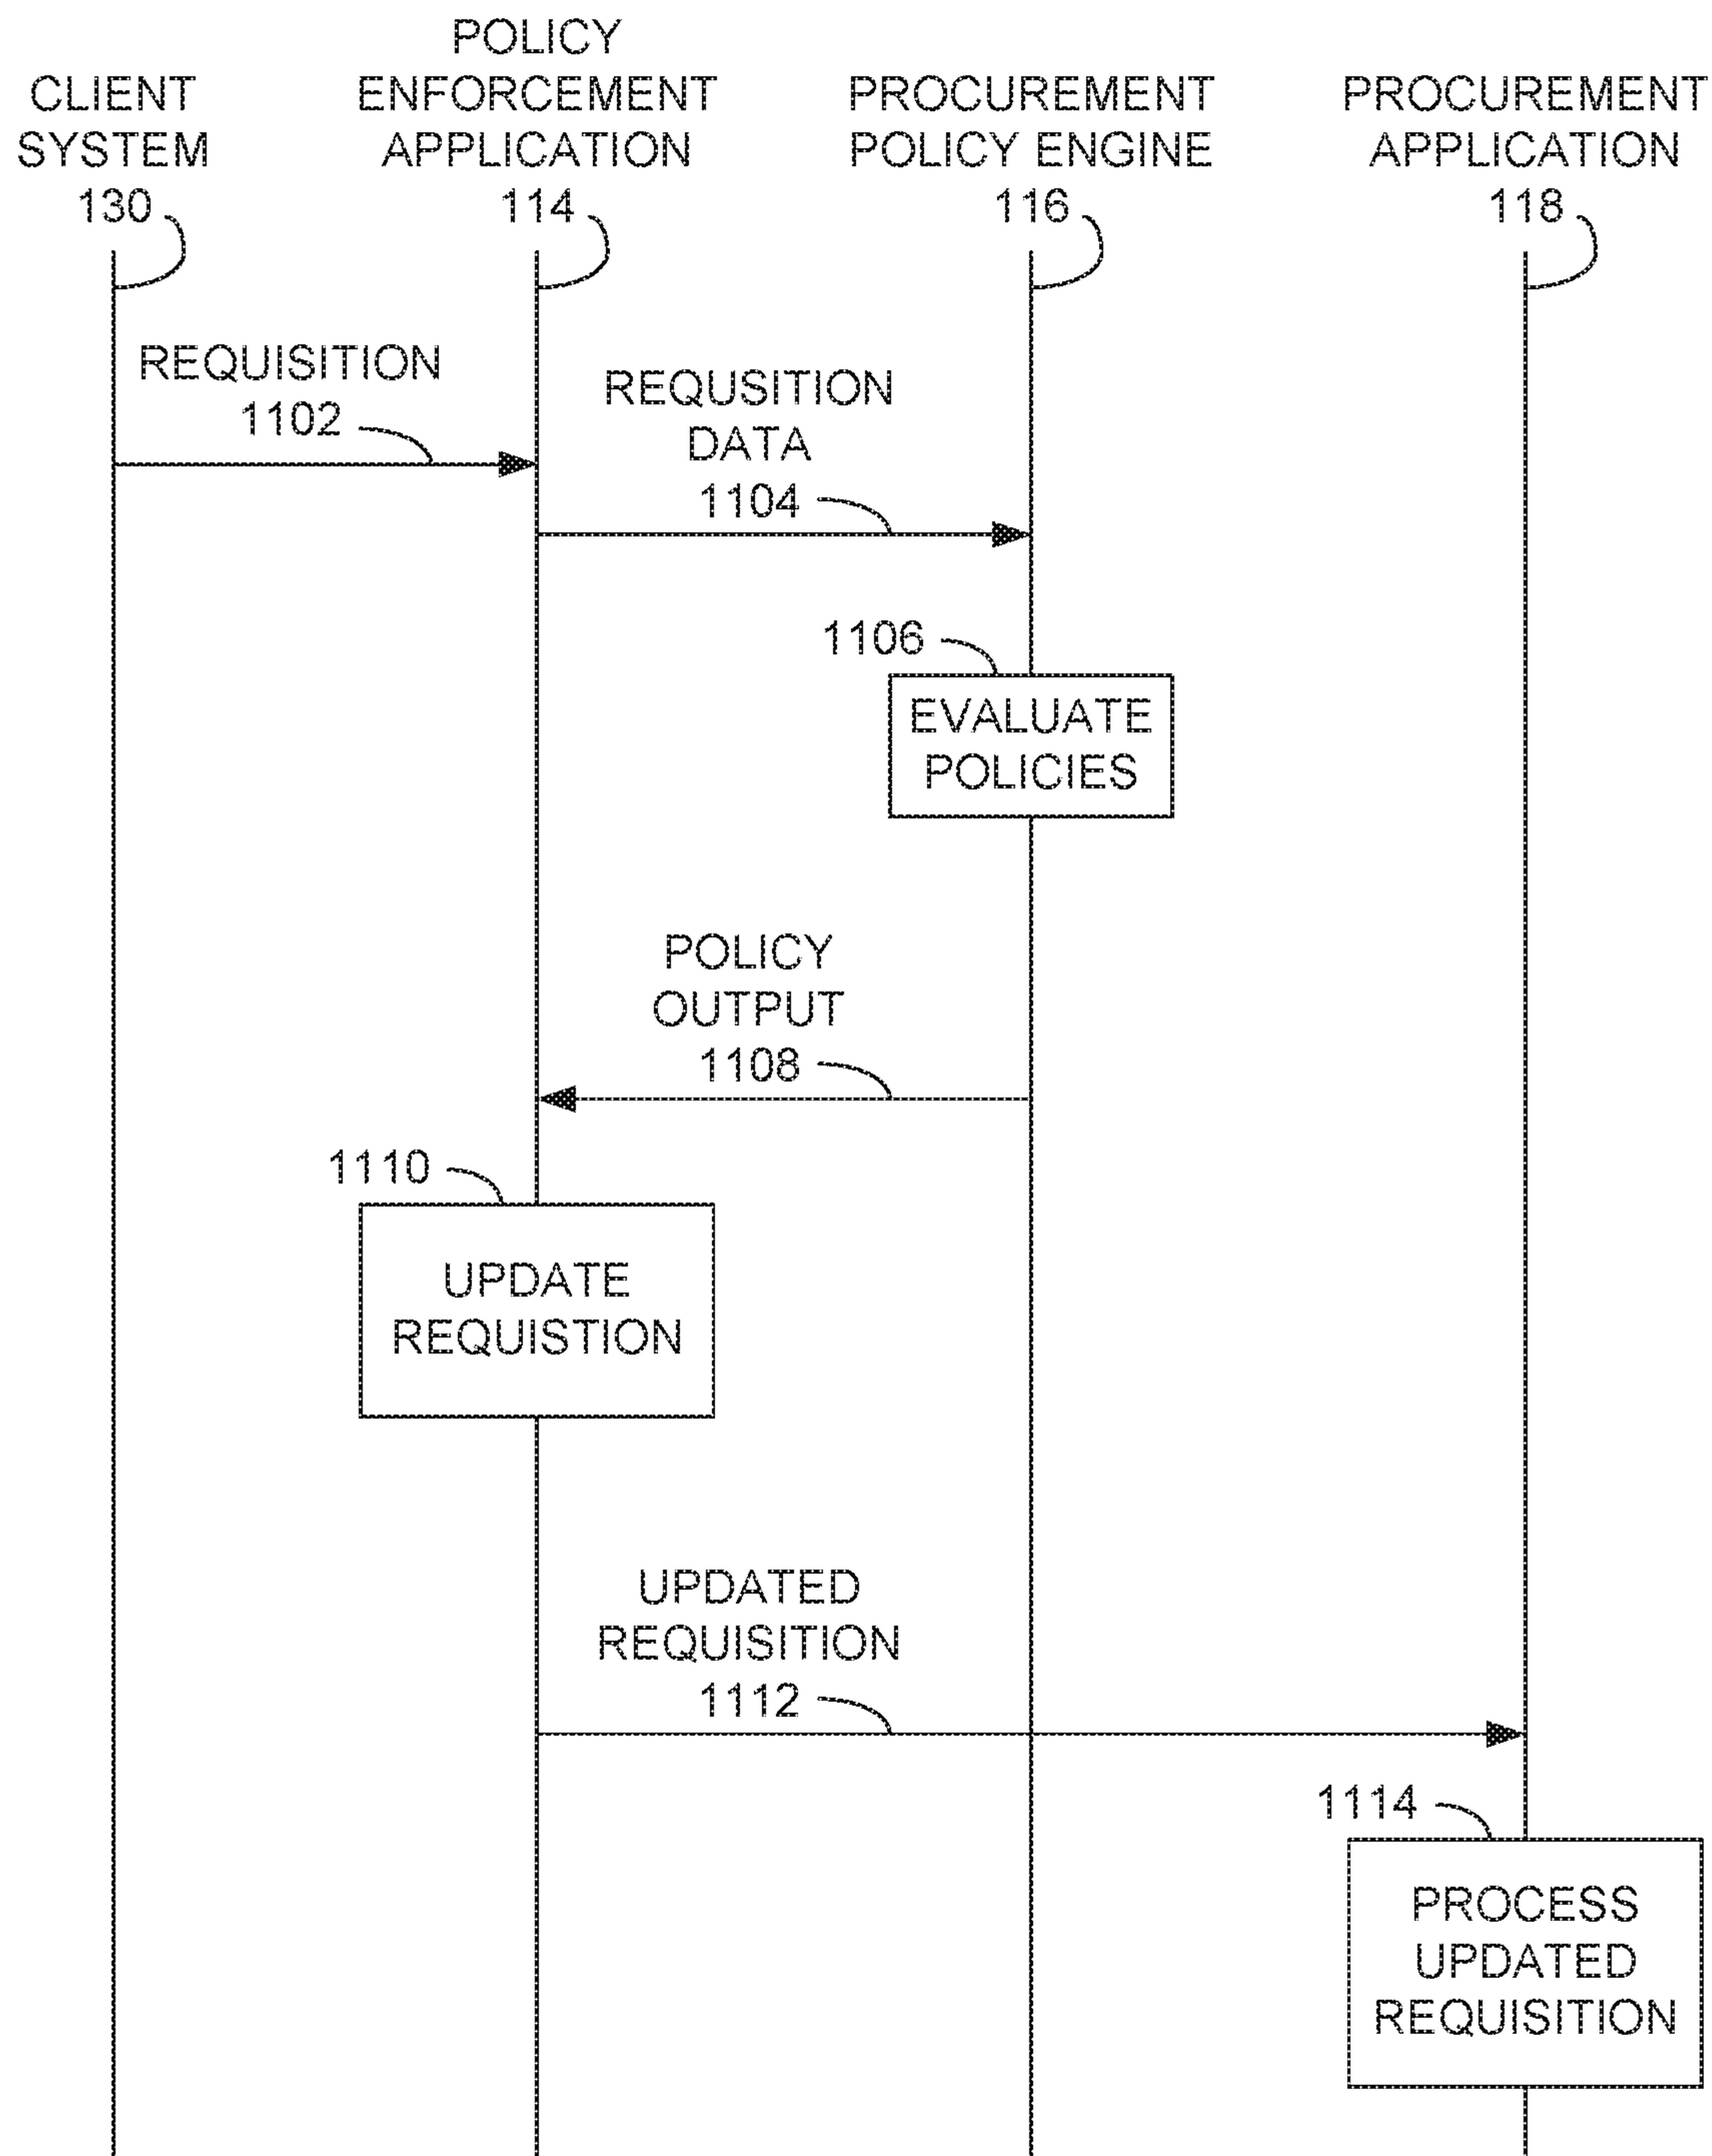 CLIENT
SYSTEM
130
POLICY
ENFORCEMENT
APPLICATION
114
PROCUREMENT
POLICY ENGINE
116
PROCUREMENT
APPLICATION
118
REQUISITION
1102
REQUSITION
DATA
1104
1106
EVALUATE
POLICIES
POLICY
OUTPUT
1108
1110
UPDATE
REQUISTION
UPDATED
REQUISITION
1112
1114
PROCESS
UPDATED
REQUISITION